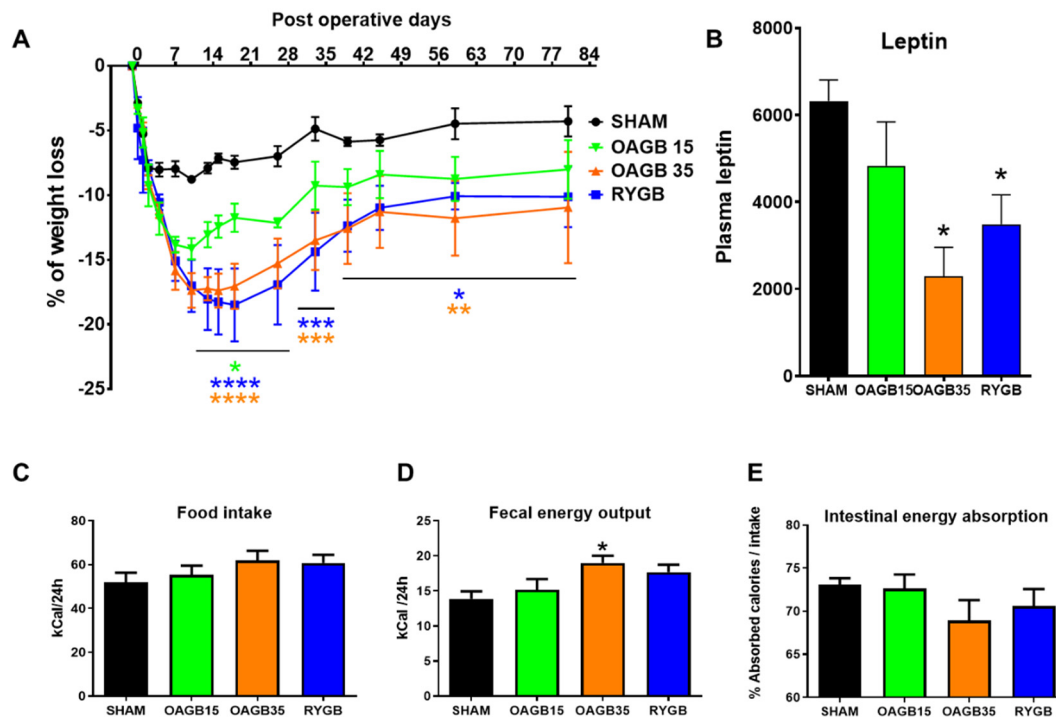 A
Post operative days
0 7 14 21 28 35 42 49 56 63 70 77 84
% of weight loss
0
-5
-10
-15
-20
-25
SHAM
OAGB 15
OAGB 35
RYGB
*
**
***
***
*
****
****
B
Leptin
Plasma leptin
8000
6000
4000
2000
0
*
*
SHAM OAGB15 OAGB35 RYGB
C
Food intake
kCal/24h
80
60
40
20
0
SHAM OAGB15 OAGB35 RYGB
D
Fecal energy output
kCal /24h
25
20
15
10
5
0
*
SHAM OAGB15 OAGB35 RYGB
E
Intestinal energy absorption
% Absorbed calories / intake
80
75
70
65
60
SHAM OAGB15 OAGB35 RYGB